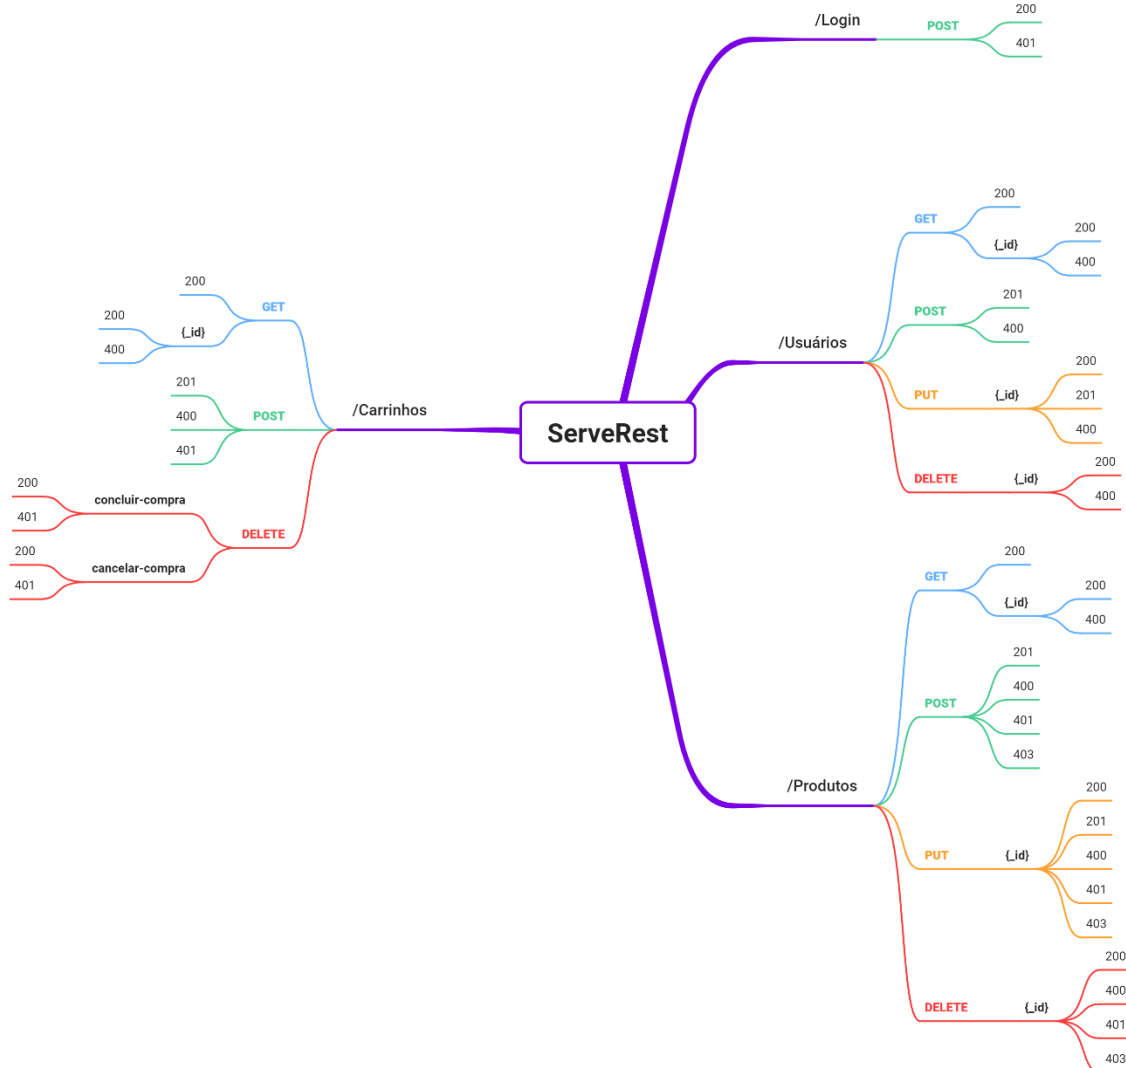 ServeRest
/Login
POST
200
401
/Usuários
GET
200
{_id}
200
400
POST
201
400
PUT
{_id}
200
201
400
DELETE
{_id}
200
400
/Produtos
GET
200
{_id}
200
400
POST
201
400
401
403
PUT
{_id}
200
201
400
401
403
DELETE
{_id}
200
400
401
403
/Carrinhos
GET
200
{_id}
200
400
POST
201
400
401
DELETE
concluir-compra
200
401
cancelar-compra
200
401